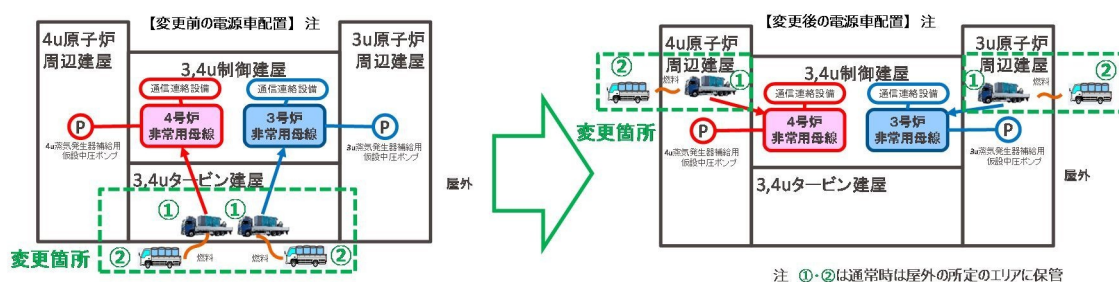 【変更前の電源車配置】 注
4u原子炉
周辺建屋
3u原子炉
周辺建屋
3,4u制御建屋
通信連絡設備
通信連絡設備
4号炉
非常用母線
3号炉
非常用母線
P
P
4u蒸気発生器補給用
仮設中圧ポンプ
3u蒸気発生器補給用
仮設中圧ポンプ
3,4uタービン建屋
屋外
①
①
変更箇所
②
燃料
燃料
②
【変更後の電源車配置】 注
4u原子炉
周辺建屋
3u原子炉
周辺建屋
②
燃料
①
3,4u制御建屋
①
燃料
②
通信連絡設備
通信連絡設備
変更箇所
4号炉
非常用母線
3号炉
非常用母線
P
P
4u蒸気発生器補給用
仮設中圧ポンプ
3u蒸気発生器補給用
仮設中圧ポンプ
3,4uタービン建屋
屋外
注 ①・②は通常時は屋外の所定のエリアに保管